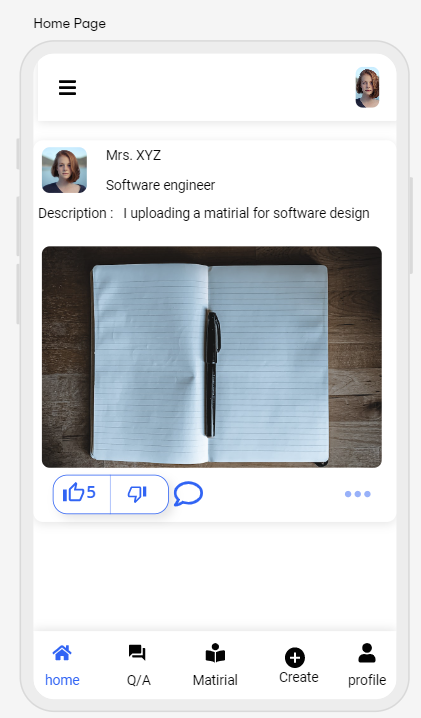 Home Page
Mrs. XYZ
Software engineer
Description : I uploading a matirial for software design
5
home Q/A Matirial Create profile